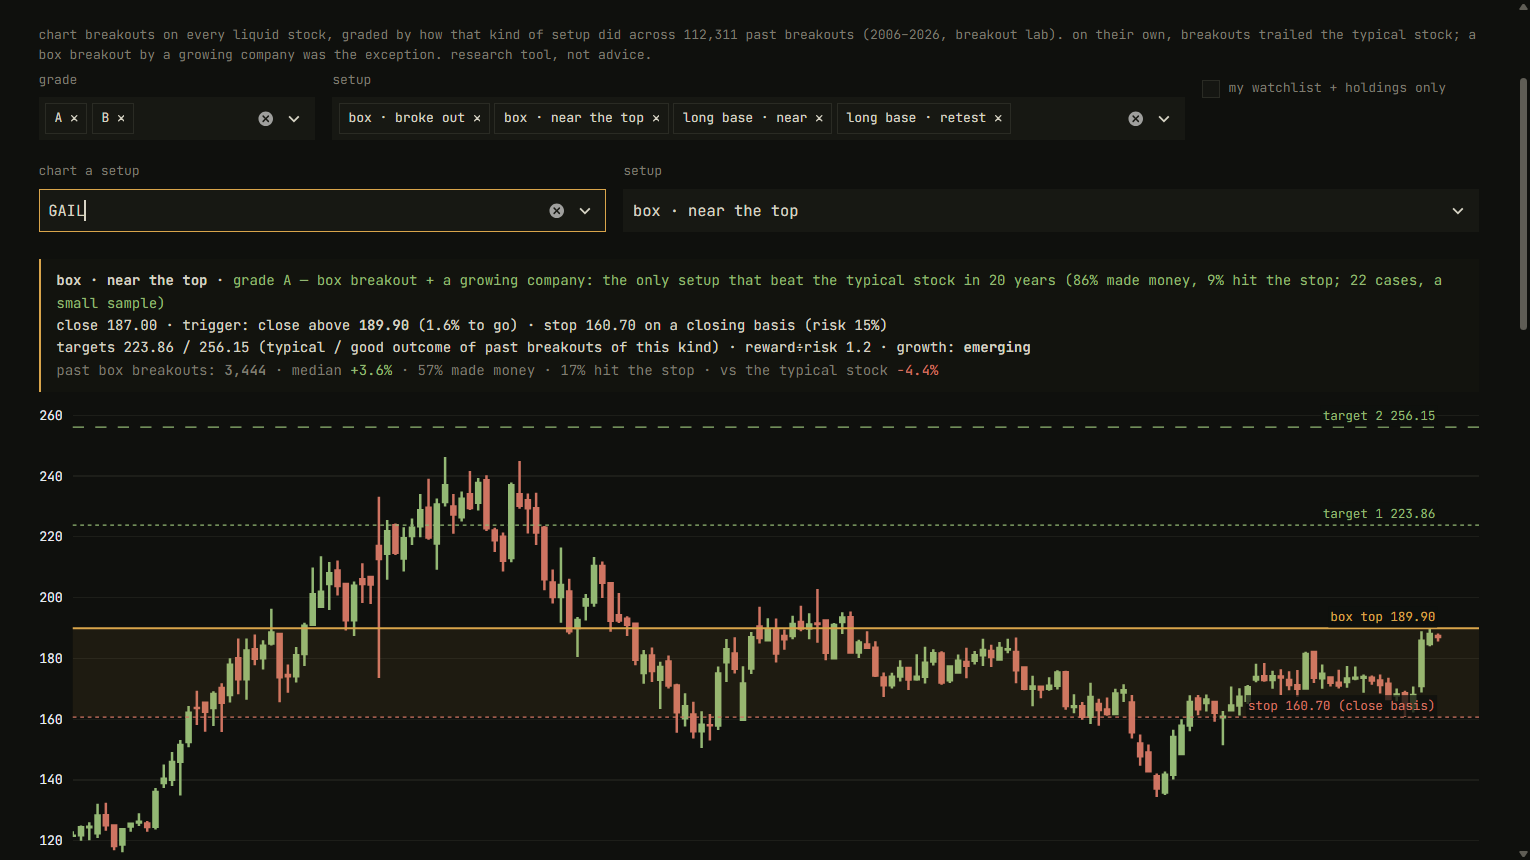 chart breakouts on every liquid stock, graded by how that kind of setup did across 112,311 past breakouts (2006–2026, breakout lab). on their own, breakouts trailed the typical stock; a
box breakout by a growing company was the exception. research tool, not advice.
grade
setup
my watchlist + holdings only
A ×
B ×
box · broke out ×
box · near the top ×
long base · near ×
long base · retest ×
chart a setup
setup
GAIL
box · near the top
box · near the top · grade A — box breakout + a growing company: the only setup that beat the typical stock in 20 years (86% made money, 9% hit the stop; 22 cases, a
small sample)
close 187.00 · trigger: close above 189.90 (1.6% to go) · stop 160.70 on a closing basis (risk 15%)
targets 223.86 / 256.15 (typical / good outcome of past breakouts of this kind) · reward÷risk 1.2 · growth: emerging
past box breakouts: 3,444 · median +3.6% · 57% made money · 17% hit the stop · vs the typical stock -4.4%
260
target 2 256.15
240
target 1 223.86
220
200
box top 189.90
180
stop 160.70 (close basis)
160
140
120